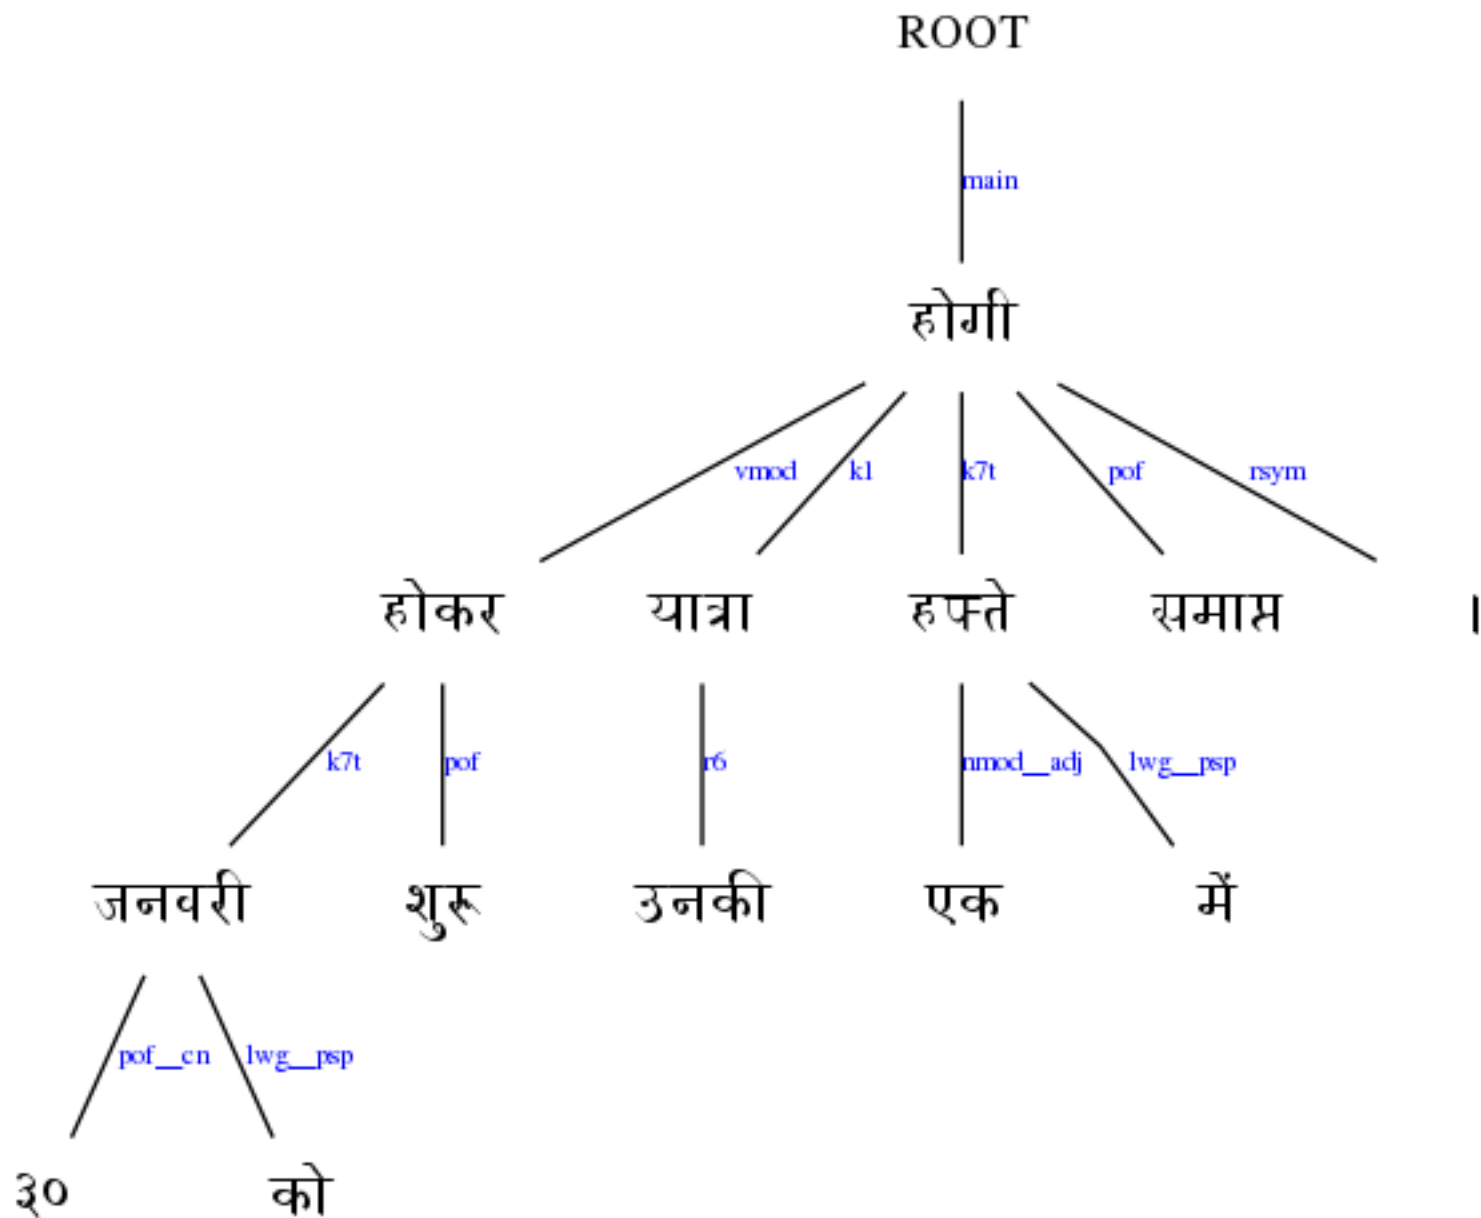 ROOT
main
होगी
vmod k1 k7t pof rsym
होकर यात्रा हफ्ते समाप्त ।
k7t pof r6 nmod__adj lwg__psp
जनवरी शुरू उनकी एक में
pof__cn lwg__psp
३० को